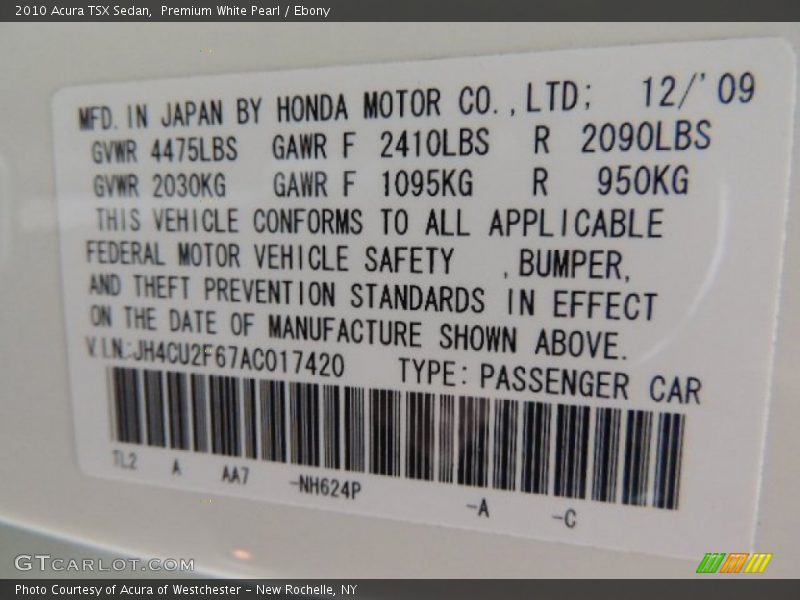 2010 Acura TSX Sedan,  Premium White Pearl / Ebony
MFD. IN JAPAN BY HONDA MOTOR CO.,LTD; 12/'09
GVWR 4475LBS GAWR F 2410LBS R 2090LBS
GVWR 2030KG GAWR F 1095KG R 950KG
THIS VEHICLE CONFORMS TO ALL APPLICABLE
FEDERAL MOTOR VEHICLE SAFETY , BUMPER,
AND THEFT PREVENTION STANDARDS IN EFFECT
ON THE DATE OF MANUFACTURE SHOWN ABOVE.
V.I.N.:JH4CU2F67AC017420 TYPE: PASSENGER CAR
TL2 A AA7 -NH624P -A -C
GTCARLOT.COM
Photo Courtesy of Acura of Westchester - New Rochelle, NY